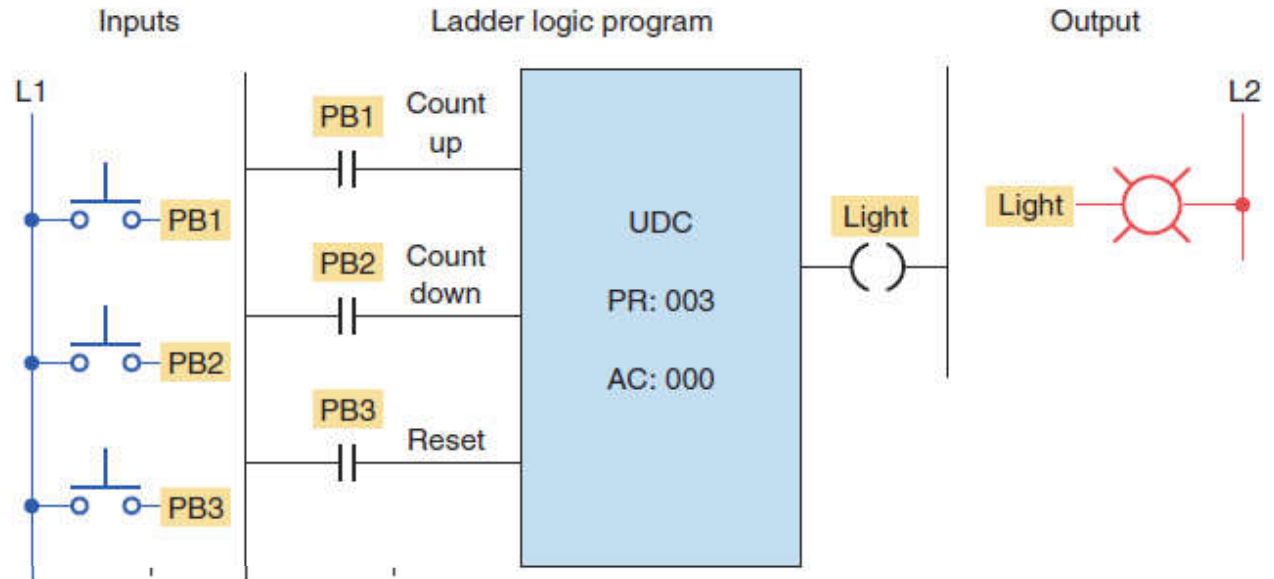 Inputs
Ladder logic program
Output
L1
L2
PB1
Count
up
PB1
PB2
Count
down
PB2
PB3
Reset
PB3
UDC
PR: 003
AC: 000
Light
Light